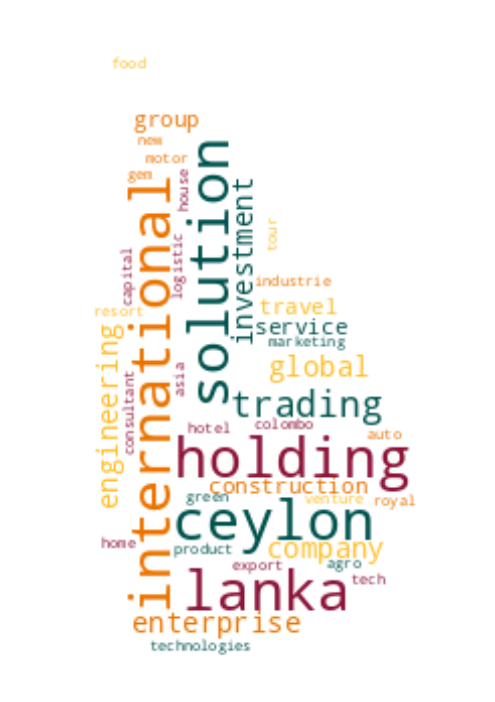 food
group
new
motor
gem
solution
house
international
investment
tour
logistic
capital
industrie
resort
travel
service
engineering
marketing
global
asia
consultant
trading
hotel
colombo
auto
holding
construction
green
venture
royal
ceylon
home
product
company
export
agro
tech
lanka
enterprise
technologies